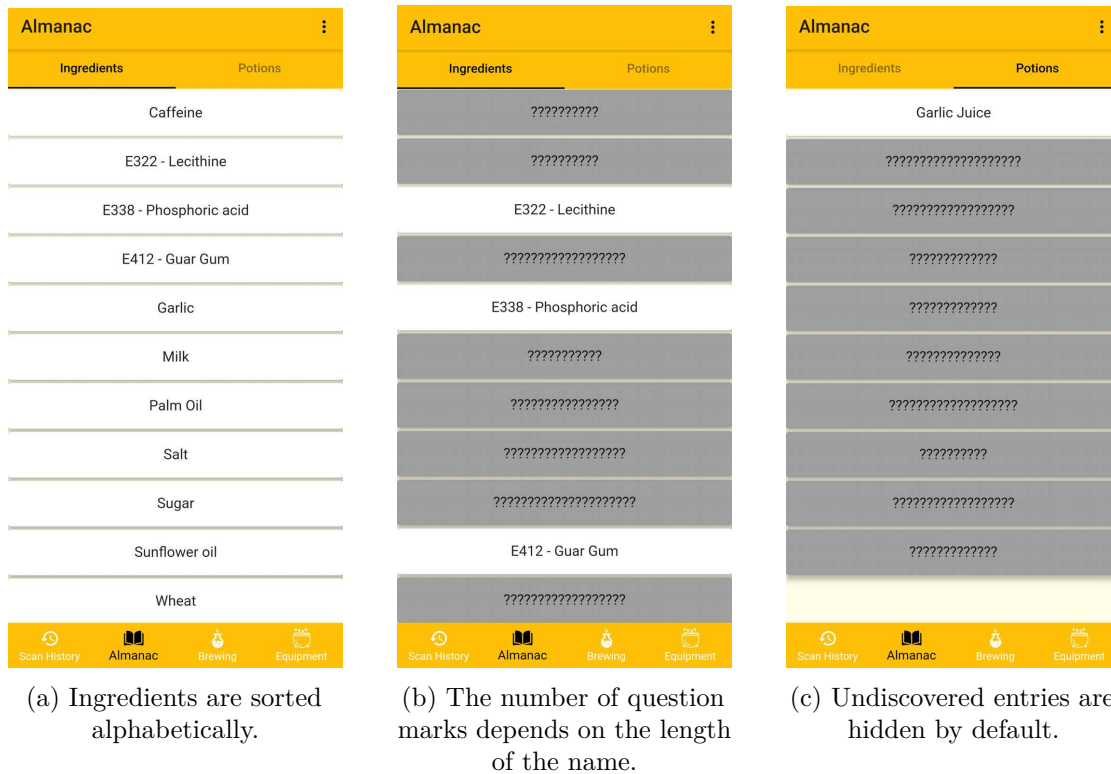 Almanac
Ingredients
Potions
Caffeine
E322 - Lecithine
E338 - Phosphoric acid
E412 - Guar Gum
Garlic
Milk
Palm Oil
Salt
Sugar
Sunflower oil
Wheat
Scan History
Almanac
Brewing
Equipment
(a) Ingredients are sorted
alphabetically.
Almanac
Ingredients
Potions
??????????
??????????
E322 - Lecithine
??????????????????
E338 - Phosphoric acid
???????????
????????????????
??????????????????
?????????????????????
E412 - Guar Gum
??????????????????
Scan History
Almanac
Brewing
Equipment
(b) The number of question
marks depends on the length
of the name.
Almanac
Ingredients
Potions
Garlic Juice
????????????????????
??????????????????
?????????????
?????????????
??????????????
???????????????????
??????????
??????????????????
?????????????
Scan History
Almanac
Brewing
Equipment
(c) Undiscovered entries are
hidden by default.